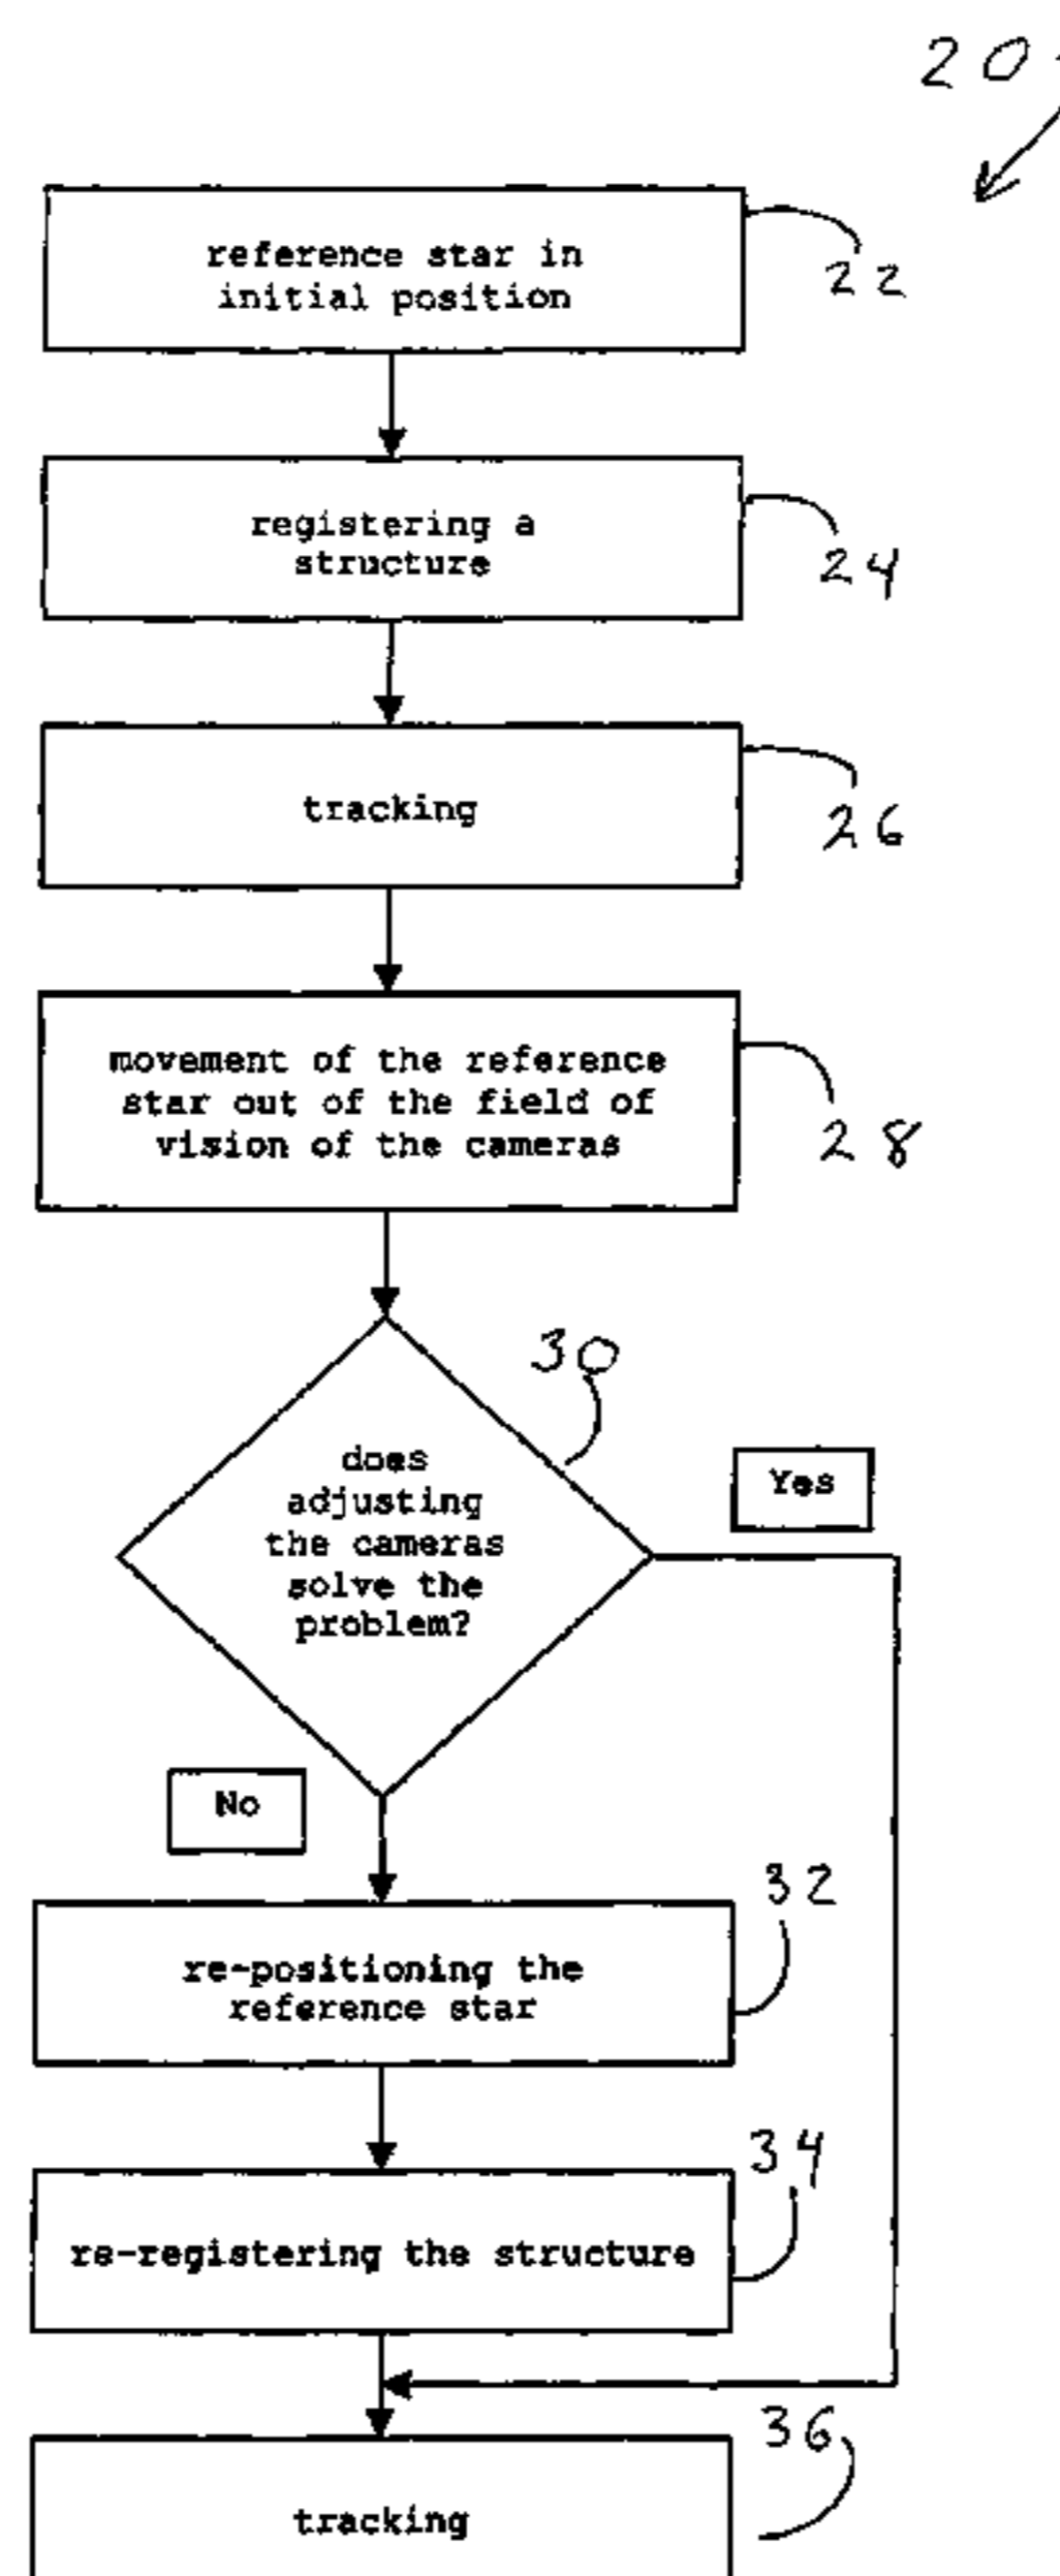 20
reference star in
initial position
22
registering a
structure
24
tracking
26
movement of the reference
star out of the field of
vision of the cameras
28
30
does
adjusting
the cameras
solve the
problem?
Yes
No
32
re-positioning the
reference star
34
re-registering the structure
36
tracking